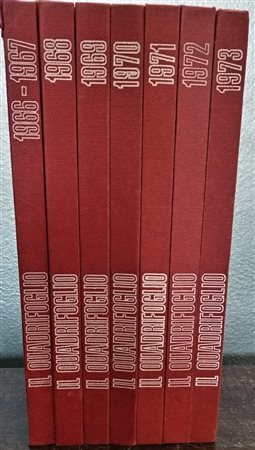 IL QUADRIFOGLIO 1966-1967
IL QUADRIFOGLIO 1968
IL QUADRIFOGLIO 1969
IL QUADRIFOGLIO 1970
IL QUADRIFOGLIO 1971
IL QUADRIFOGLIO 1972
IL QUADRIFOGLIO 1973